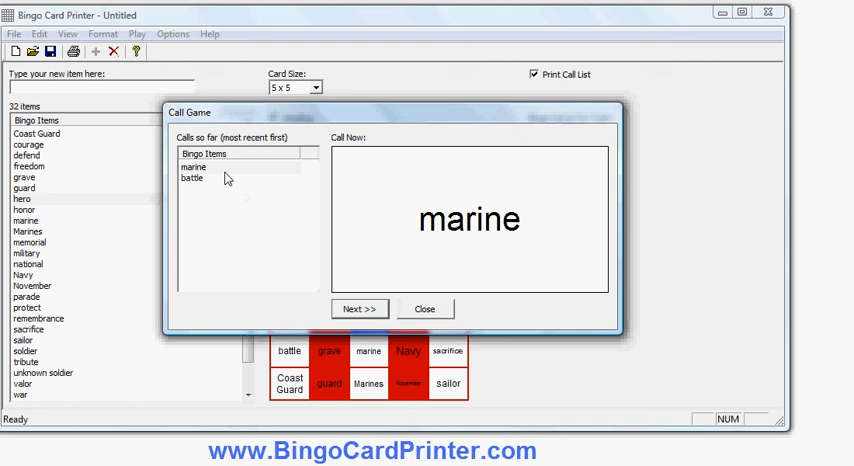 Bingo Card Printer - Untitled
File Edit View Format Play Options Help
Type your new item here:
Card Size:
5 x 5
Print Call List
32 items
Bingo Items
Coast Guard
courage
defend
freedom
grave
guard
hero
honor
marine
Marines
memorial
military
national
Navy
November
parade
protect
remembrance
sacrifice
sailor
soldier
tribute
unknown soldier
valor
war
Call Game
Calls so far (most recent first)
Bingo Items
marine
battle
Call Now:
marine
Next >>
Close
battle grave marine Navy sacrifice
Coast Guard guard Marines November sailor
Ready
NUM
www.BingoCardPrinter.com